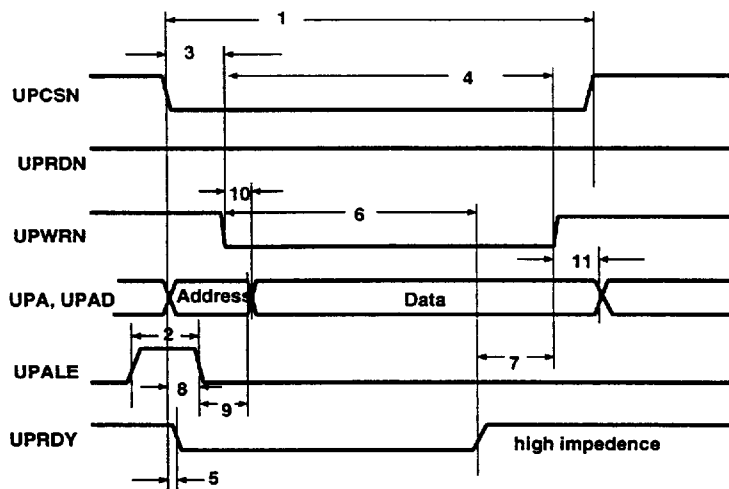 1
3
4
UPCSN
UPRDN
10
6
UPWRN
11
UPA, UPAD
Address
Data
2
7
UPALE
8
9
UPRDY
high impedence
5